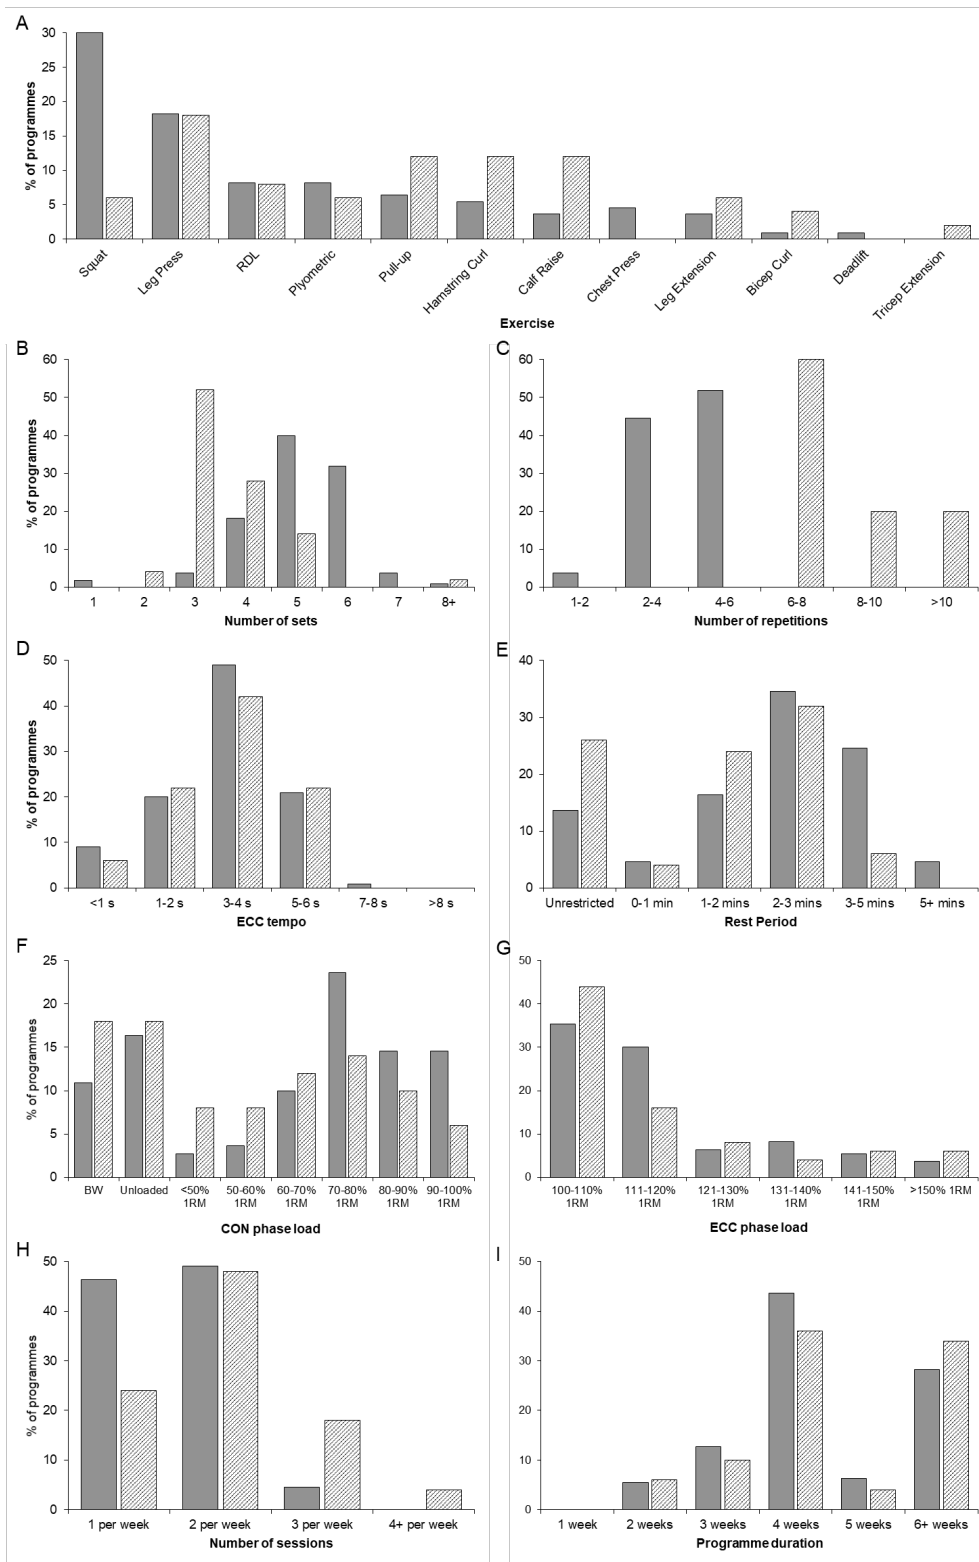 A
30
25
20
15
10
5
0
% of programmes
Squat
Leg Press
RDL
Plyometric
Pull-up
Hamstring Curl
Calf Raise
Chest Press
Leg Extension
Bicep Curl
Deadlift
Tricep Extension
Exercise
B
60
50
40
30
20
10
0
% of programmes
1 2 3 4 5 6 7 8+
Number of sets
C
60
50
40
30
20
10
0
1-2 2-4 4-6 6-8 8-10 >10
Number of repetitions
D
50
40
30
20
10
0
% of programmes
<1 s 1-2 s 3-4 s 5-6 s 7-8 s >8 s
ECC tempo
E
40
30
20
10
0
Unrestricted 0-1 min 1-2 mins 2-3 mins 3-5 mins 5+ mins
Rest Period
F
25
20
15
10
5
0
% of programmes
BW Unloaded <50% 50-60% 60-70% 70-80% 80-90% 90-100%
1RM 1RM 1RM 1RM 1RM 1RM
CON phase load
G
50
40
30
20
10
0
100-110% 111-120% 121-130% 131-140% 141-150% >150% 1RM
1RM 1RM 1RM 1RM 1RM
ECC phase load
H
50
40
30
20
10
0
% of programmes
1 per week 2 per week 3 per week 4+ per week
Number of sessions
I
50
40
30
20
10
0
1 week 2 weeks 3 weeks 4 weeks 5 weeks 6+ weeks
Programme duration